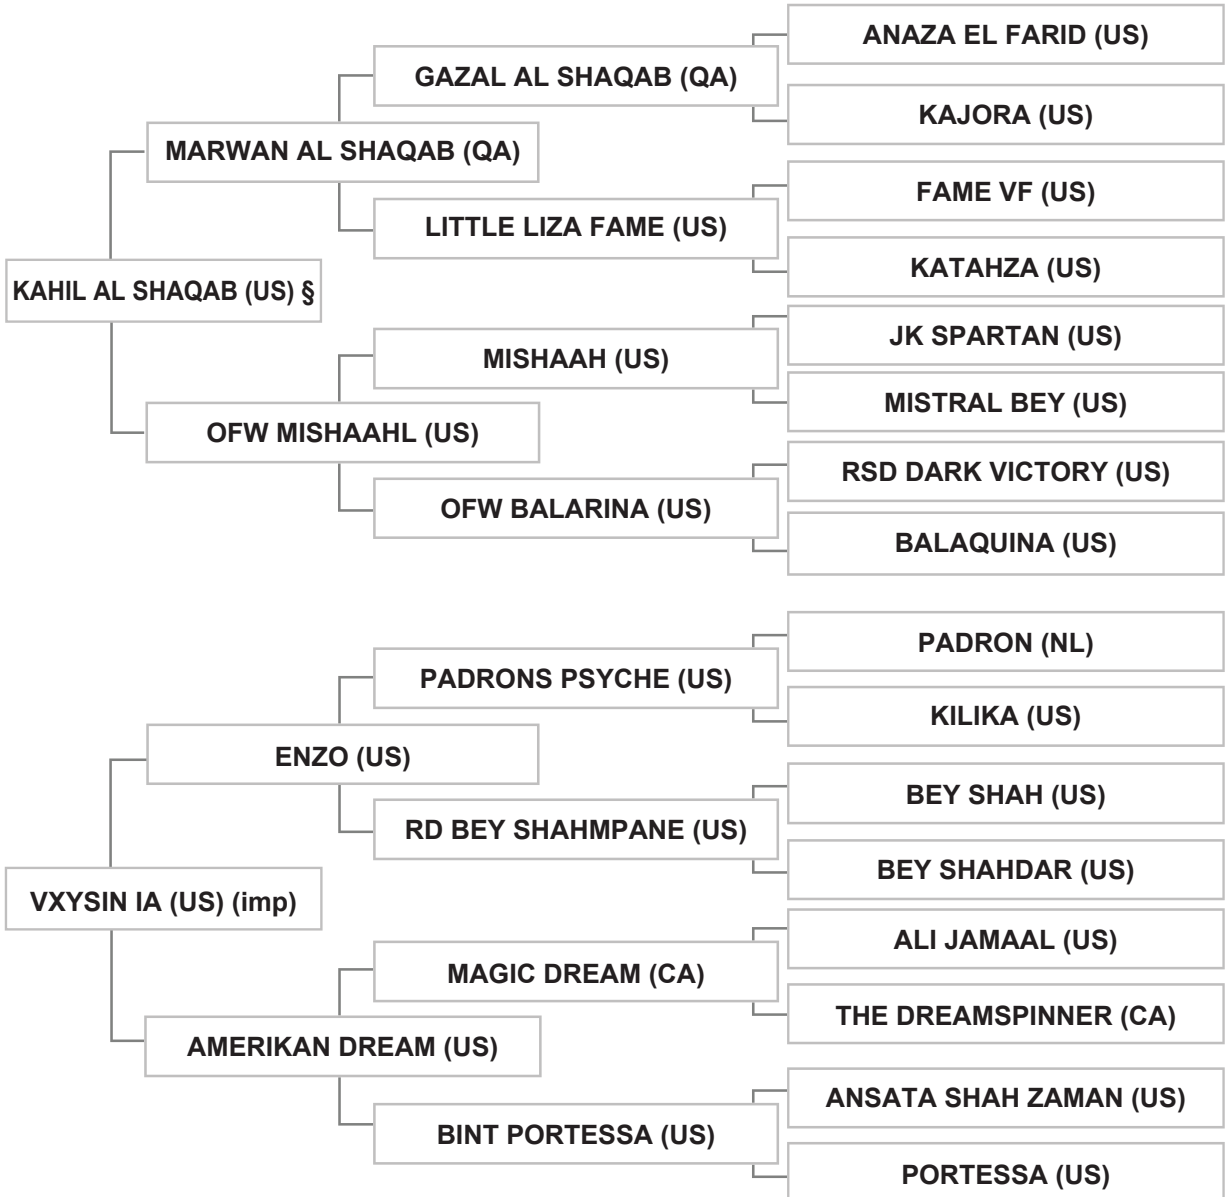 ANAZA EL FARID (US)
GAZAL AL SHAQAB (QA)
KAJORA (US)
MARWAN AL SHAQAB (QA)
FAME VF (US)
LITTLE LIZA FAME (US)
KATAHZA (US)
KAHIL AL SHAQAB (US) §
JK SPARTAN (US)
MISHAAH (US)
MISTRAL BEY (US)
OFW MISHAAHL (US)
RSD DARK VICTORY (US)
OFW BALARINA (US)
BALAQUINA (US)
PADRON (NL)
PADRONS PSYCHE (US)
KILIKA (US)
ENZO (US)
BEY SHAH (US)
RD BEY SHAHMPANE (US)
BEY SHAHDAR (US)
VXYSIN IA (US) (imp)
ALI JAMAAL (US)
MAGIC DREAM (CA)
THE DREAMSPINNER (CA)
AMERIKAN DREAM (US)
ANSATA SHAH ZAMAN (US)
BINT PORTESSA (US)
PORTESSA (US)